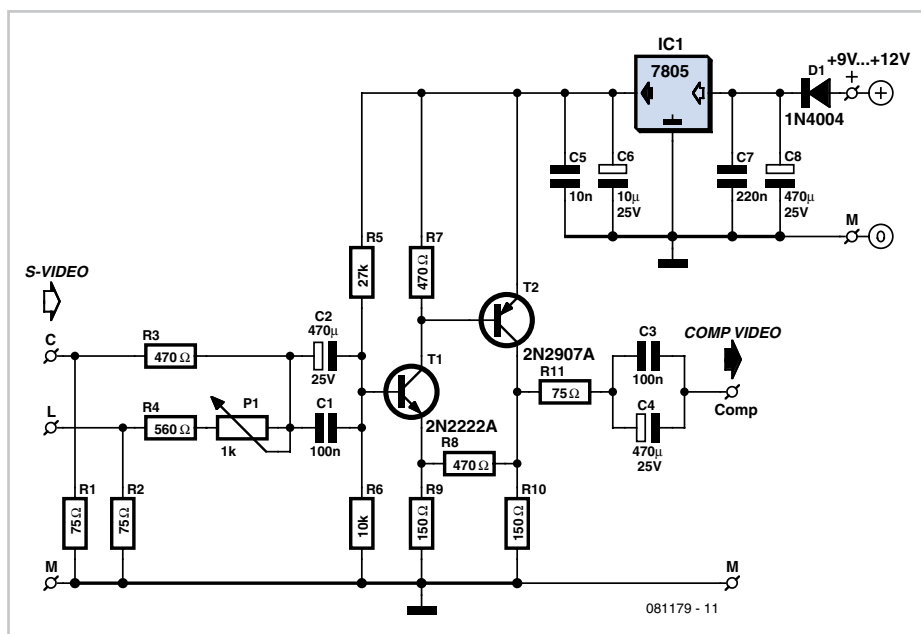 IC1
7805
+9V...+12V
D1
+
1N4004
C5
10n
C6
10µ
25V
C7
220n
C8
470µ
25V
M
0
R5
27k
R7
470Ω
S-VIDEO
C
R3
470Ω
C2
470µ
25V
T2
2N2907A
C3
100n
COMP VIDEO
T1
R11
75Ω
Comp
L
R4
560Ω
P1
1k
C1
100n
2N2222A
R8
470Ω
C4
470µ
25V
R1
75Ω
R2
75Ω
R6
10k
R9
150Ω
R10
150Ω
M
M
081179 - 11